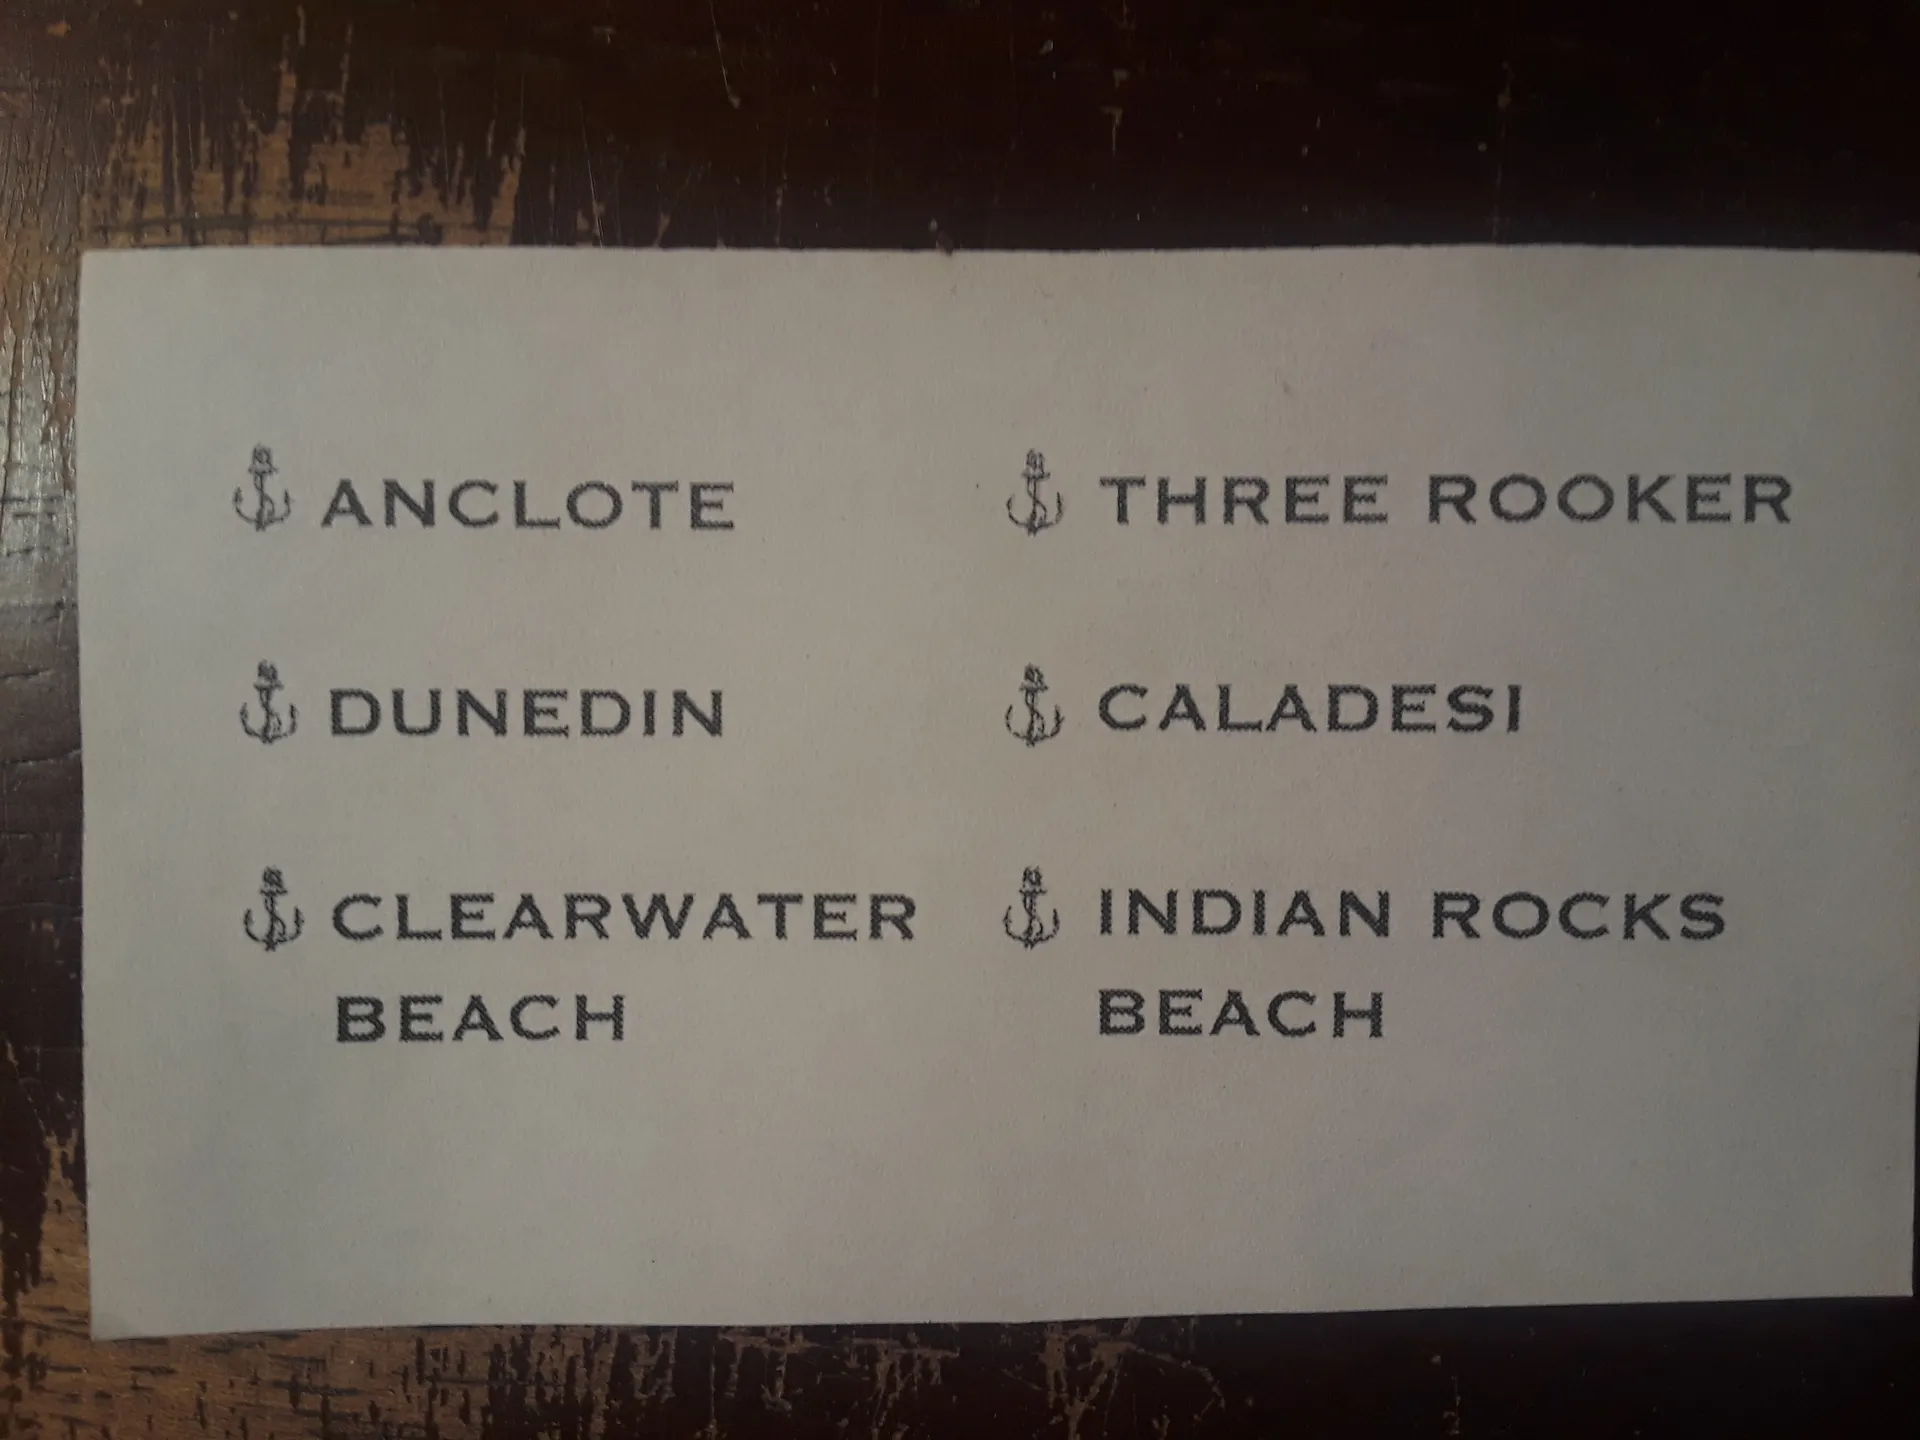 ANCLOTE
THREE ROOKER
DUNEDIN
CALADESI
CLEARWATER
BEACH
INDIAN ROCKS
BEACH